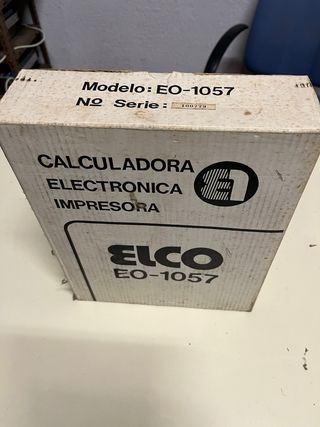 Modelo: EO-1057
Nº Serie:
CALCULADORA
ELECTRONICA
IMPRESORA
ELCO
EO-1057